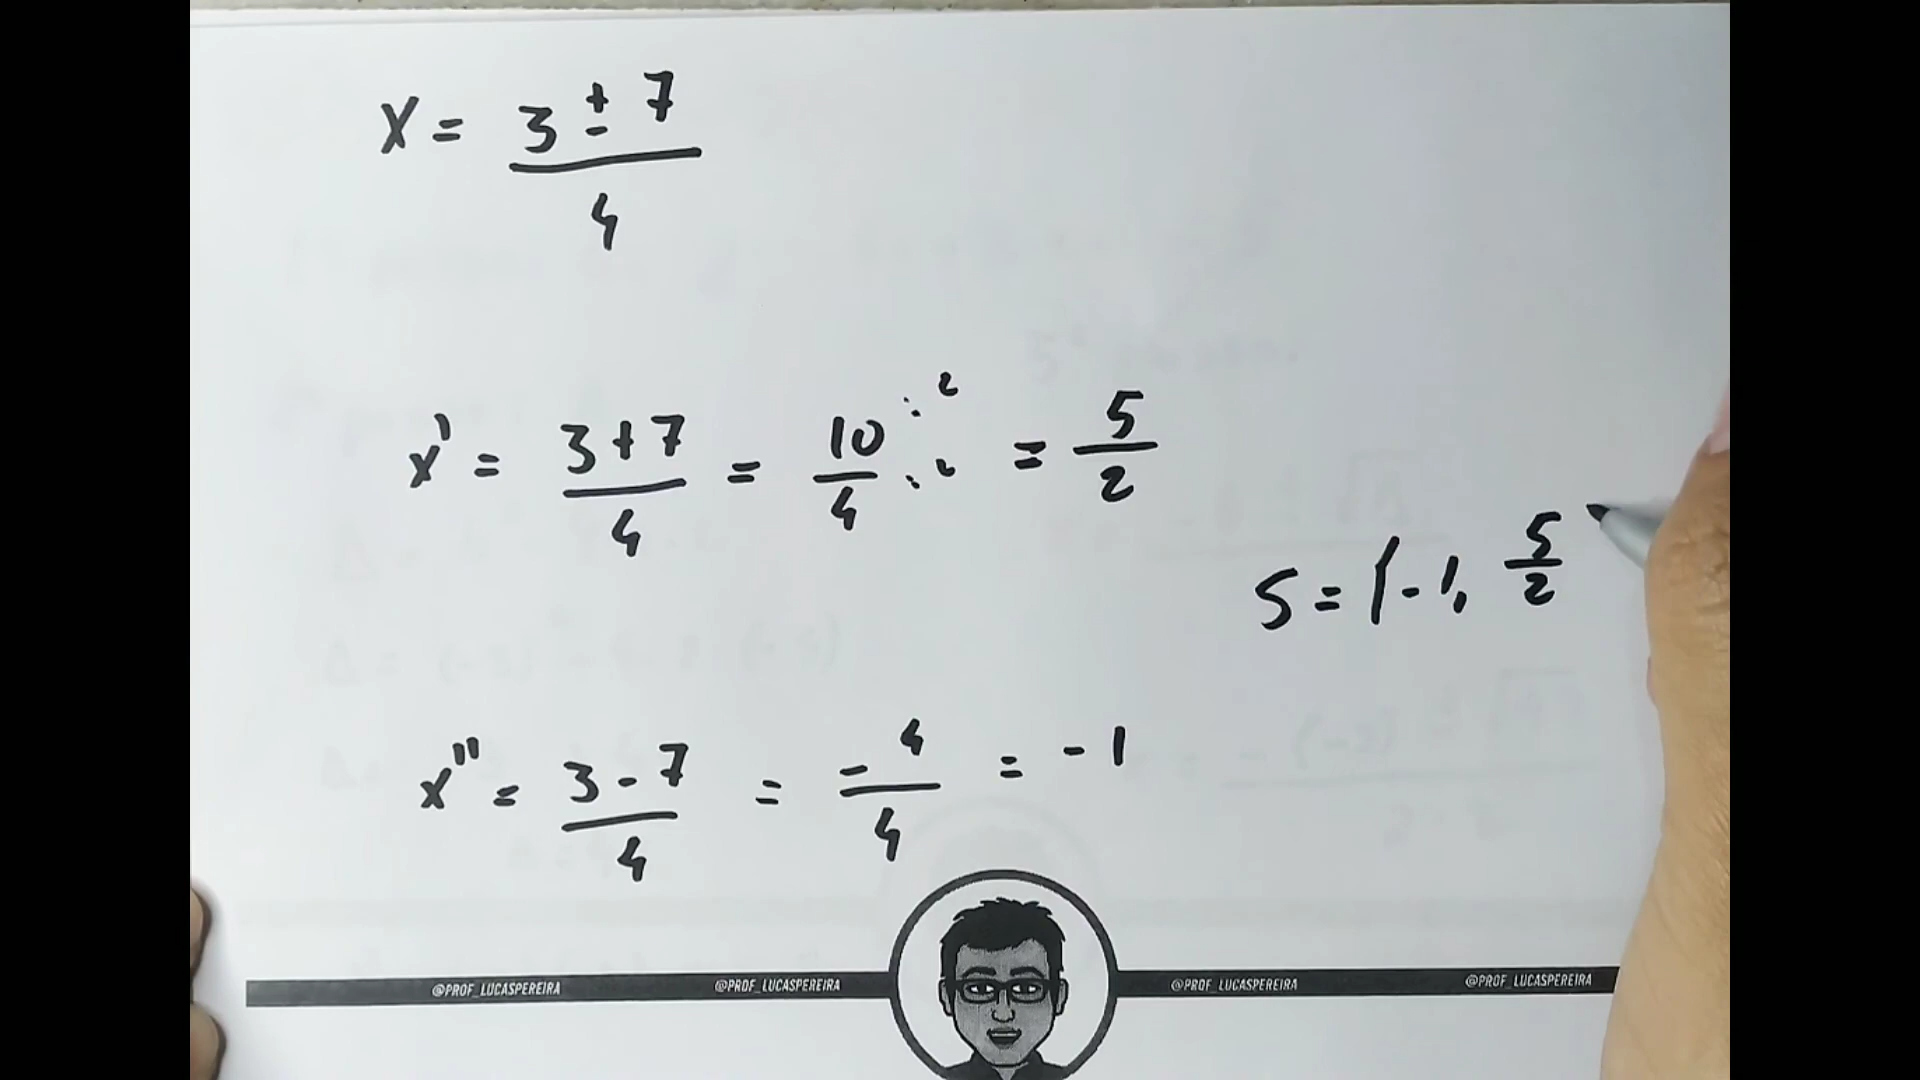 x = 3 ± 7 / 4
x' = 3 + 7 / 4 = 10 / 4 :2 :2 = 5 / 2
S = { -1, 5 / 2
x'' = 3 - 7 / 4 = -4 / 4 = -1
@PROF_LUCASPEREIRA @PROF_LUCASPEREIRA @PROF_LUCASPEREIRA @PROF_LUCASPEREIRA